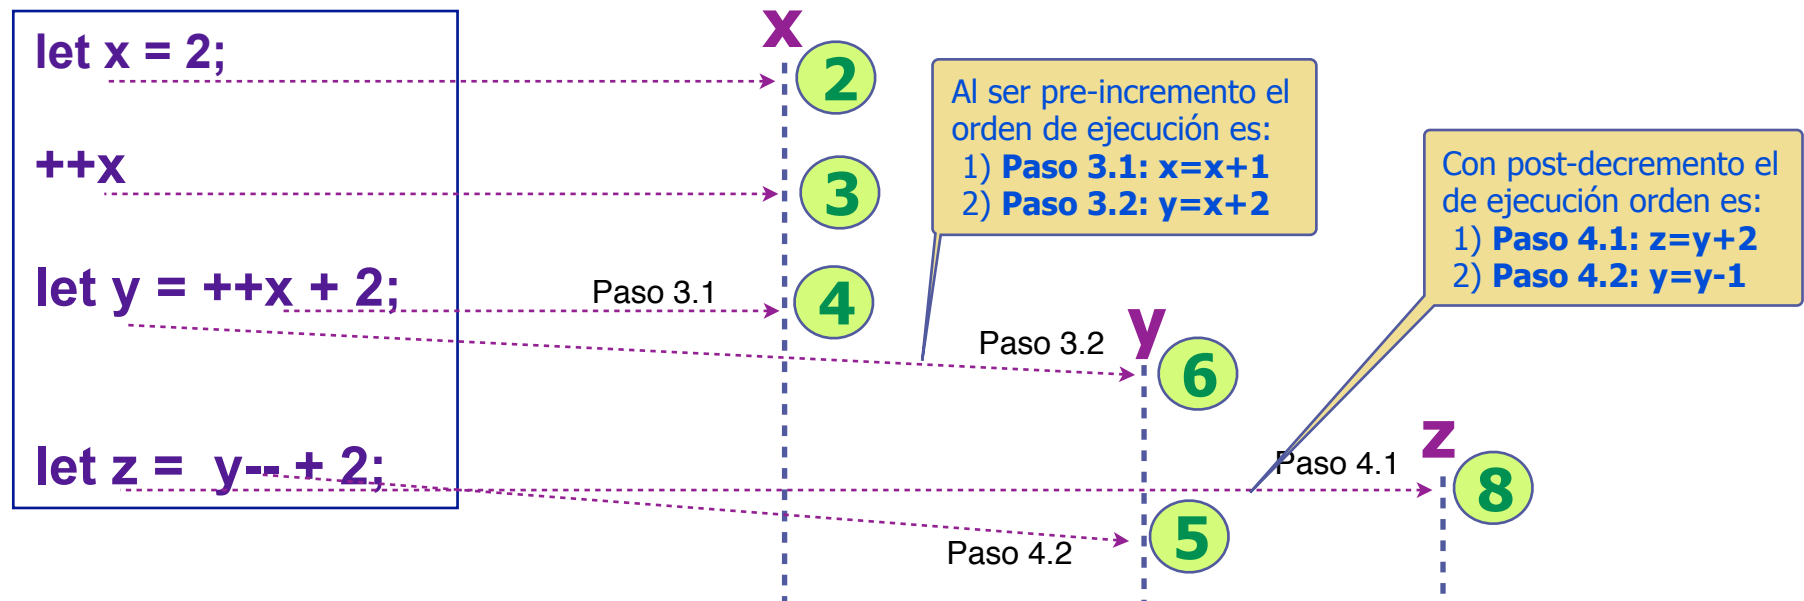 let x = 2;
++x
let y = ++x + 2;
let z =  y-- + 2;
x
2
3
Paso 3.1
4
Al ser pre-incremento el
orden de ejecución es:
1) Paso 3.1: x=x+1
2) Paso 3.2: y=x+2
Paso 3.2
y
6
Con post-decremento el
de ejecución orden es:
1) Paso 4.1: z=y+2
2) Paso 4.2: y=y-1
Paso 4.1
z
8
Paso 4.2
5